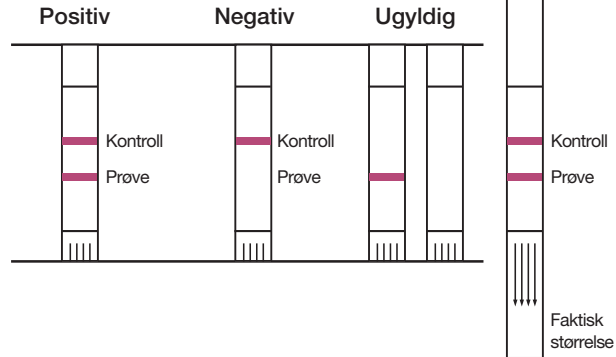 Positiv
Negativ
Ugyldig
Kontroll
Kontroll
Kontroll
Prøve
Prøve
Prøve
Faktisk
størrelse